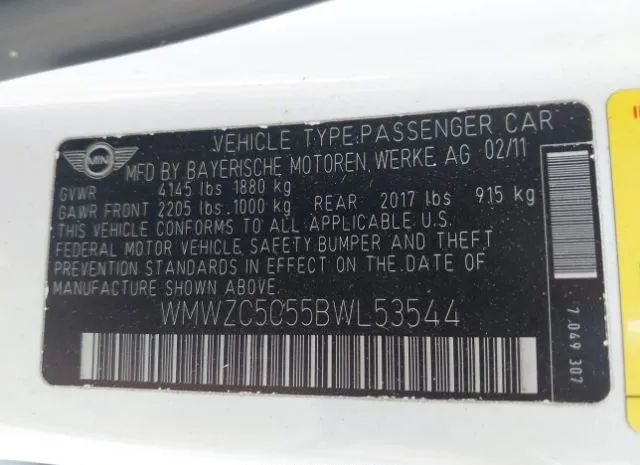 MINI
VEHICLE TYPE:PASSENGER CAR
MFD BY BAYERISCHE MOTOREN WERKE AG 02/11
GVWR 4145 lbs 1880 kg
GAWR FRONT 2205 lbs 1000 kg REAR 2017 lbs 915 kg
THIS VEHICLE CONFORMS TO ALL APPLICABLE U.S.
FEDERAL MOTOR VEHICLE SAFETY BUMPER AND THEFT
PREVENTION STANDARDS IN EFFECT ON THE DATE OF
MANUFACTURE SHOWN ABOVE.
WMWZC5C55BWL53544
7 049 307